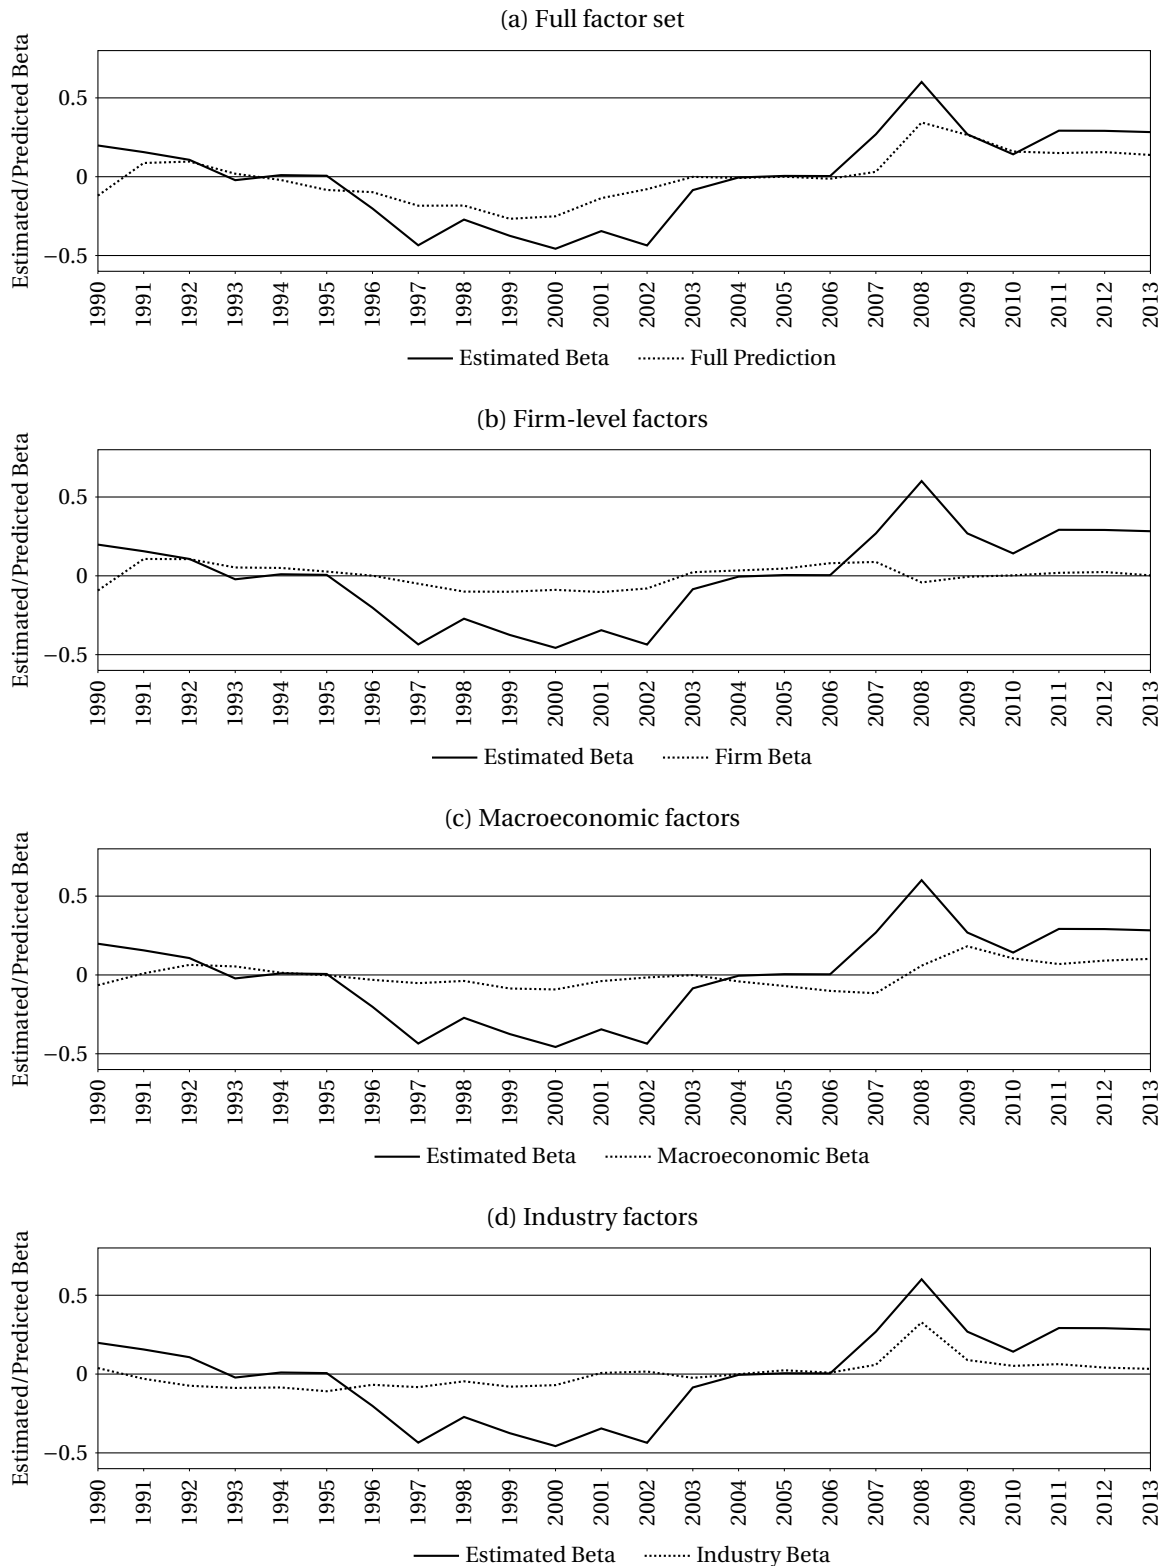 (a) Full factor set
Estimated/Predicted Beta
0.5
0
−0.5
1990 1991 1992 1993 1994 1995 1996 1997 1998 1999 2000 2001 2002 2003 2004 2005 2006 2007 2008 2009 2010 2011 2012 2013
Estimated Beta Full Prediction
(b) Firm-level factors
Estimated/Predicted Beta
0.5
0
−0.5
1990 1991 1992 1993 1994 1995 1996 1997 1998 1999 2000 2001 2002 2003 2004 2005 2006 2007 2008 2009 2010 2011 2012 2013
Estimated Beta Firm Beta
(c) Macroeconomic factors
Estimated/Predicted Beta
0.5
0
−0.5
1990 1991 1992 1993 1994 1995 1996 1997 1998 1999 2000 2001 2002 2003 2004 2005 2006 2007 2008 2009 2010 2011 2012 2013
Estimated Beta Macroeconomic Beta
(d) Industry factors
Estimated/Predicted Beta
0.5
0
−0.5
1990 1991 1992 1993 1994 1995 1996 1997 1998 1999 2000 2001 2002 2003 2004 2005 2006 2007 2008 2009 2010 2011 2012 2013
Estimated Beta Industry Beta